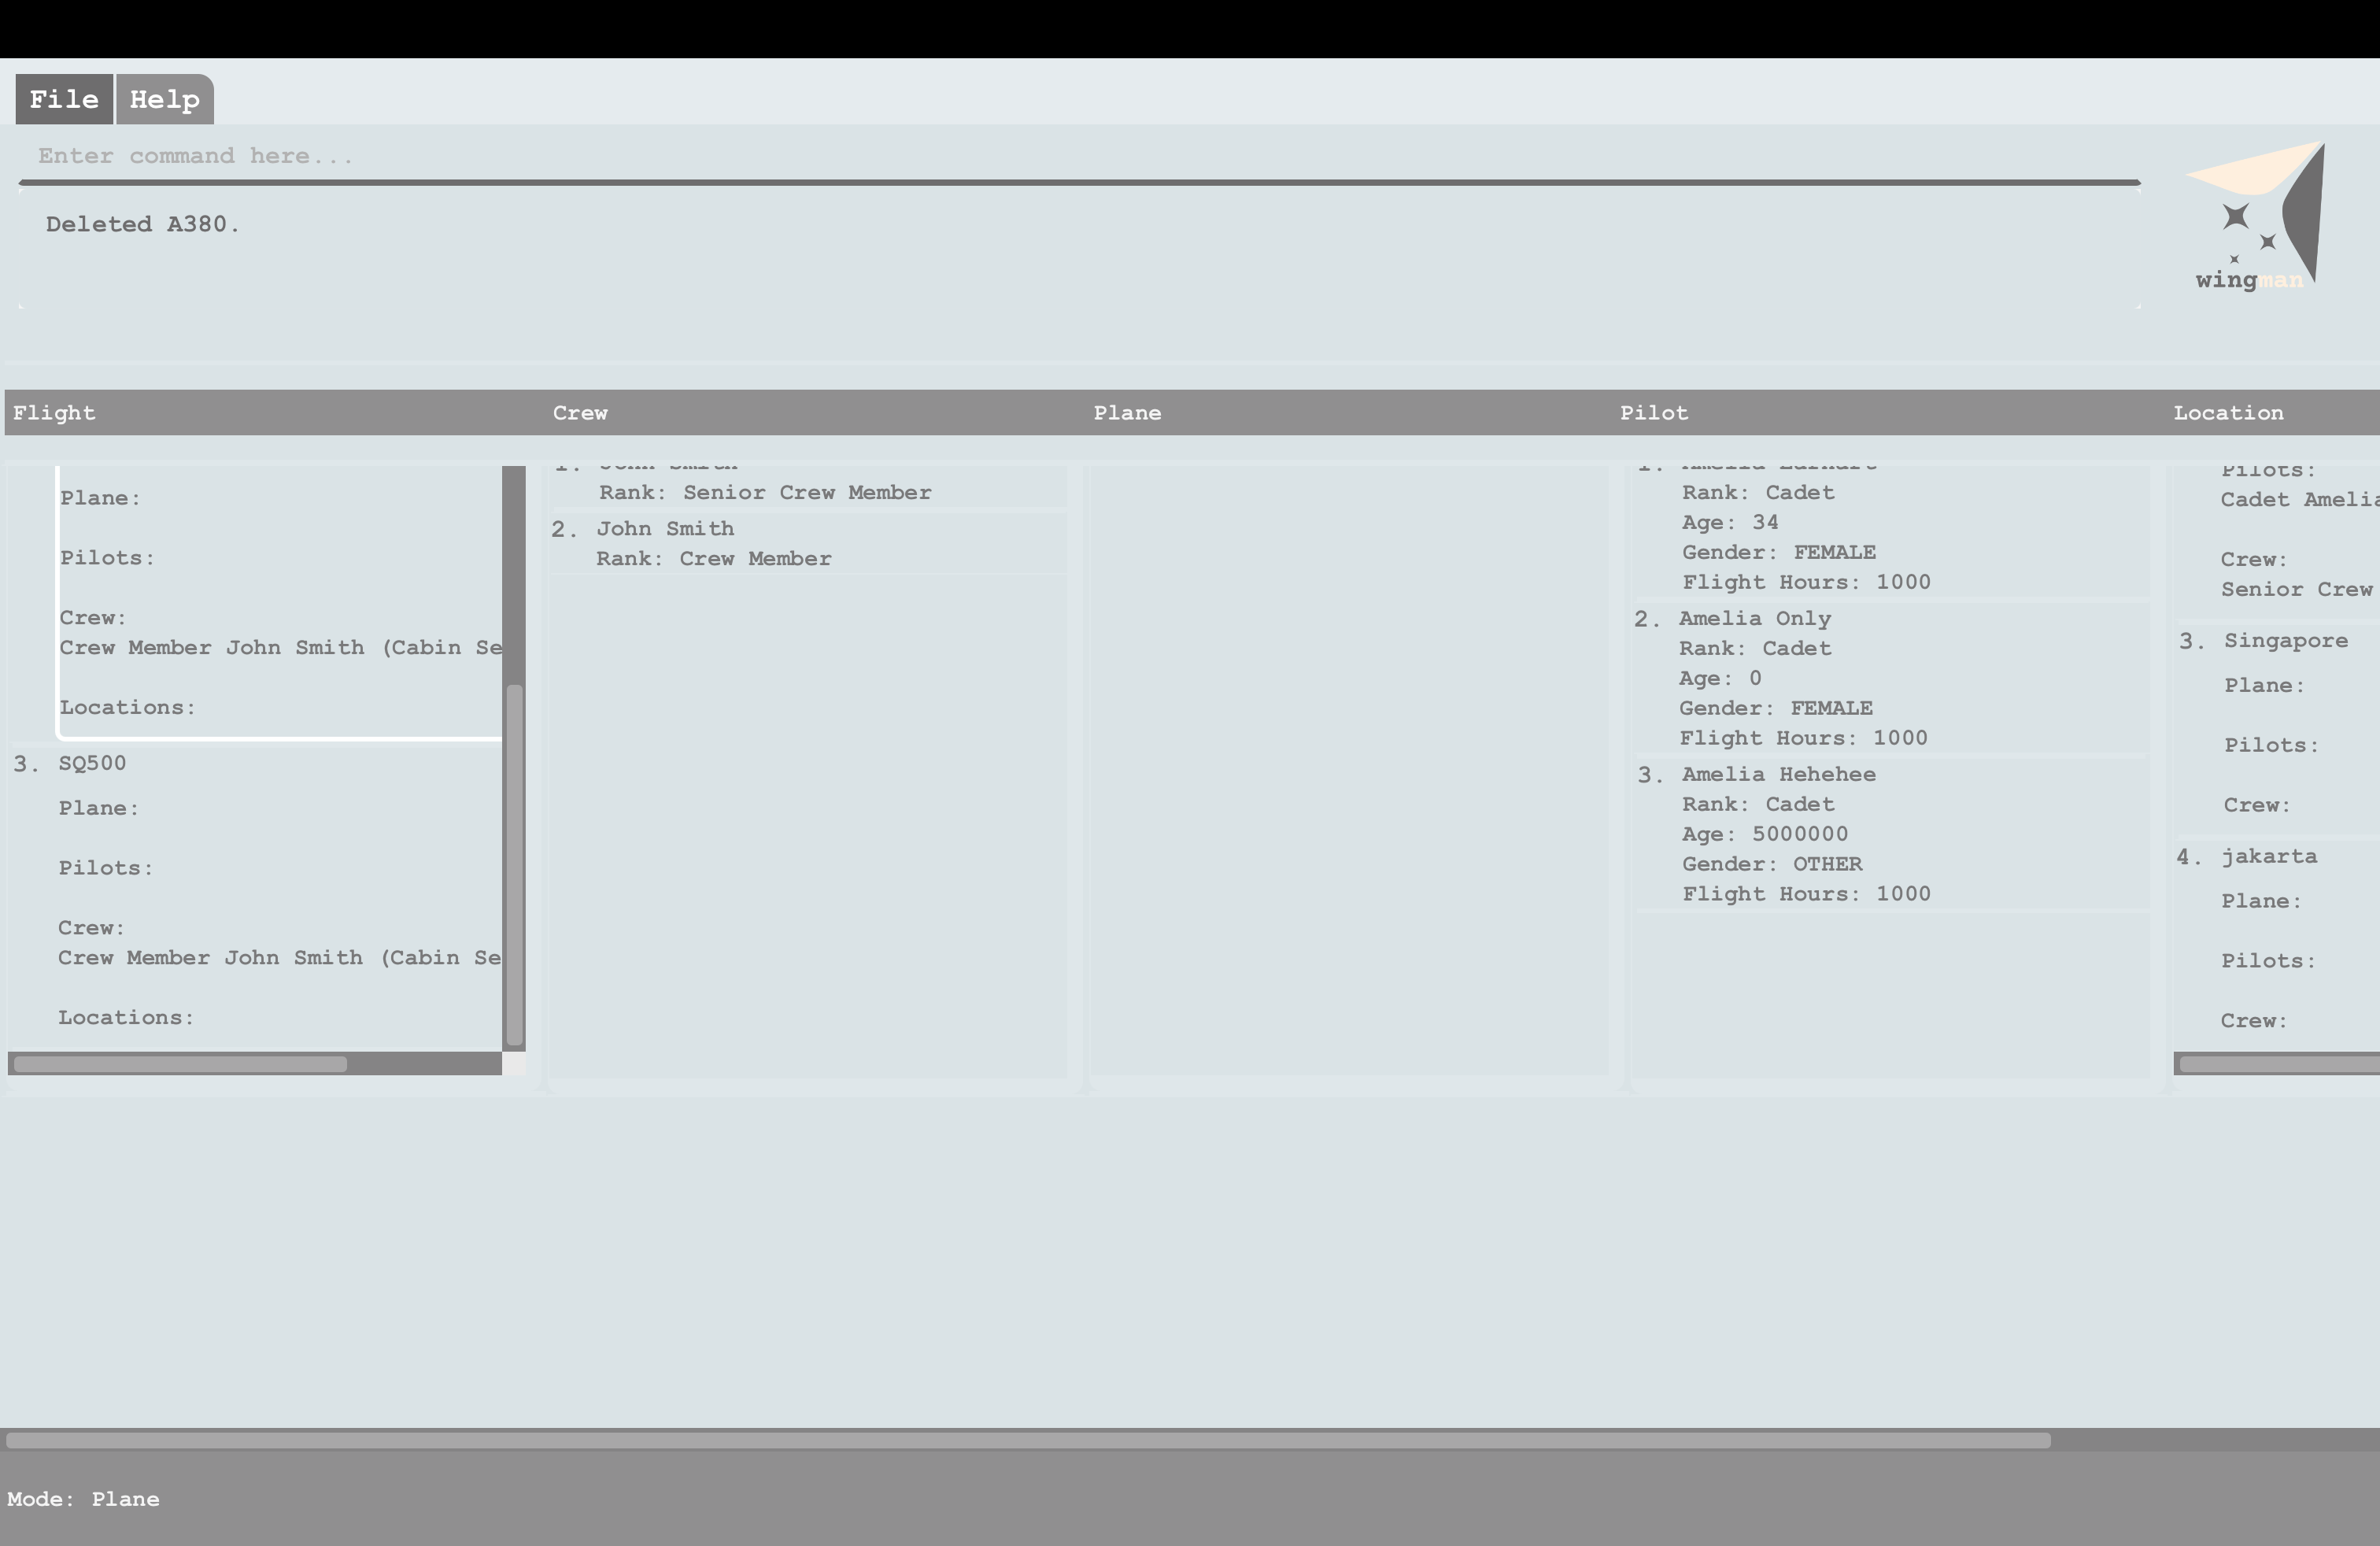 File Help
Enter command here...
Deleted A380.
wingman
Flight Crew Plane Pilot Location
Plane:
Pilots:
Crew:
Crew Member John Smith (Cabin Se
Locations:
3. SQ500
Plane:
Pilots:
Crew:
Crew Member John Smith (Cabin Se
Locations:
1. John Smith
Rank: Senior Crew Member
2. John Smith
Rank: Crew Member
1. Amelia Earhart
Rank: Cadet
Age: 34
Gender: FEMALE
Flight Hours: 1000
2. Amelia Only
Rank: Cadet
Age: 0
Gender: FEMALE
Flight Hours: 1000
3. Amelia Hehehee
Rank: Cadet
Age: 5000000
Gender: OTHER
Flight Hours: 1000
Pilots:
Cadet Amelia
Crew:
Senior Crew
3. Singapore
Plane:
Pilots:
Crew:
4. jakarta
Plane:
Pilots:
Crew:
Mode: Plane